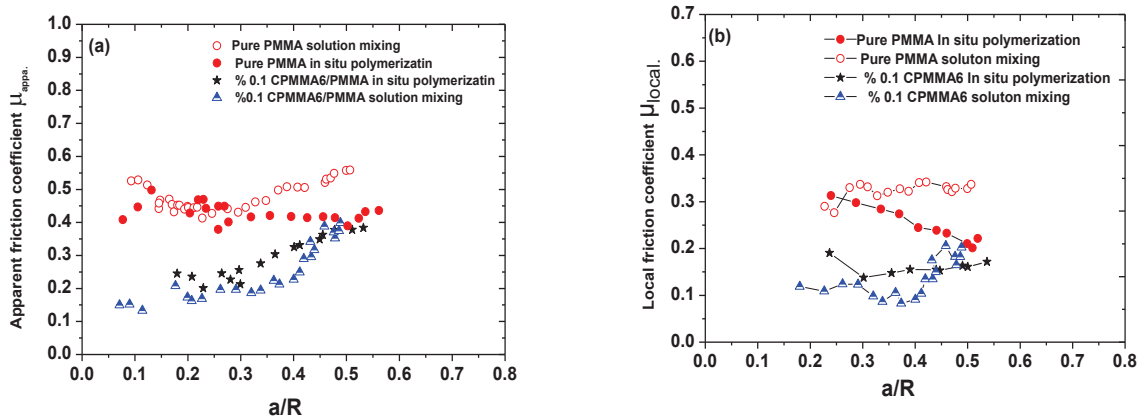 (a)
Pure PMMA solution mixing
Pure PMMA in situ polymerizatin
% 0.1 CPMMA6/PMMA in situ polymerizatin
%0.1 CPMMA6/PMMA solution mixing
Apparent friction coefficient μappa.
1.0
0.9
0.8
0.7
0.6
0.5
0.4
0.3
0.2
0.1
0.0
0.0 0.1 0.2 0.3 0.4 0.5 0.6 0.7 0.8
a/R
(b)
Pure PMMA In situ polymerization
Pure PMMA soluton mixing
% 0.1 CPMMA6 In situ polymerization
% 0.1 CPMMA6 soluton mixing
Local friction coefficient μlocal.
0.7
0.6
0.5
0.4
0.3
0.2
0.1
0.0
0.0 0.1 0.2 0.3 0.4 0.5 0.6 0.7 0.8
a/R